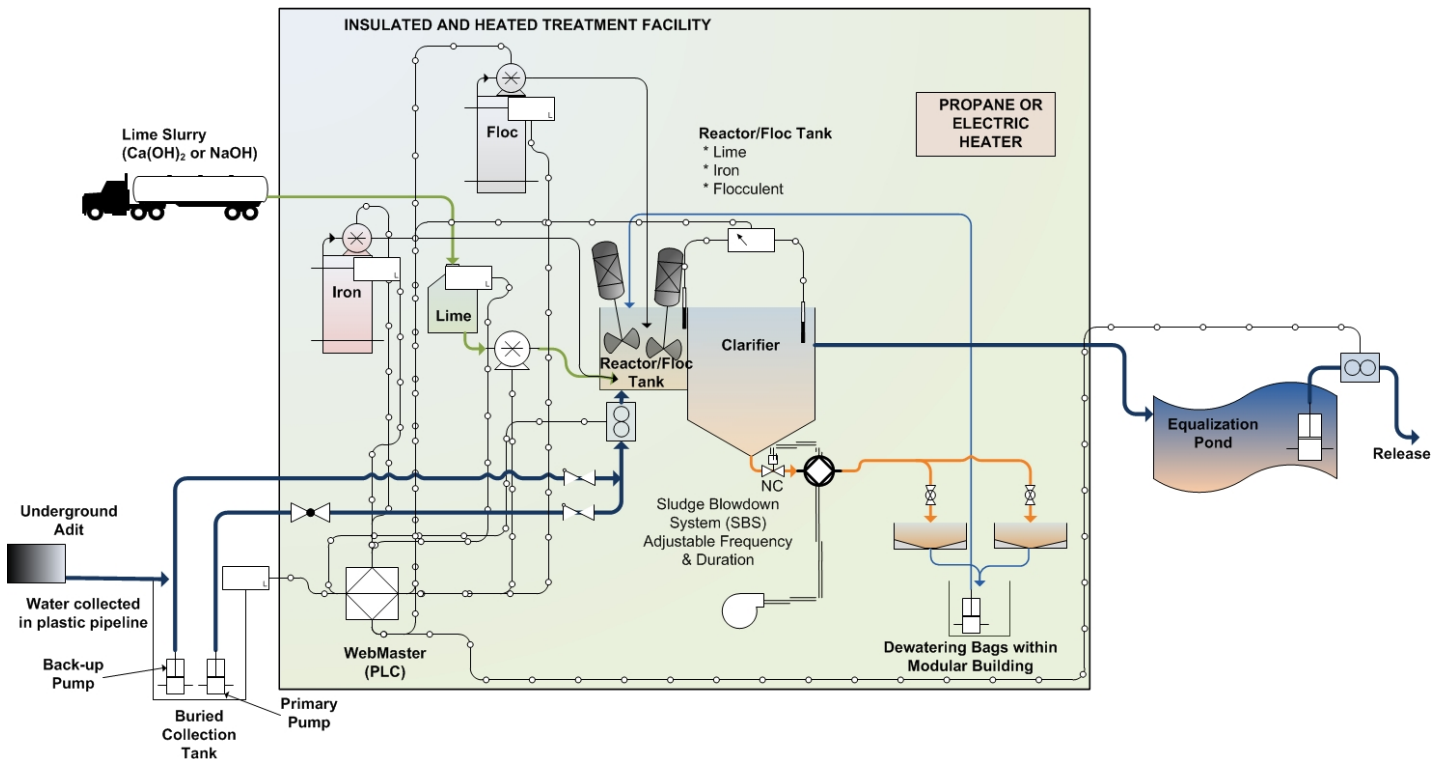 INSULATED AND HEATED TREATMENT FACILITY
PROPANE OR
ELECTRIC
HEATER
Lime Slurry
(Ca(OH)₂ or NaOH)
Floc
L
Reactor/Floc Tank
* Lime
* Iron
* Flocculent
Iron
L
Lime
L
Reactor/Floc
Tank
Clarifier
Equalization
Pond
Release
NC
Sludge Blowdown
System (SBS)
Adjustable Frequency
& Duration
Underground
Adit
Water collected
in plastic pipeline
L
WebMaster
(PLC)
Dewatering Bags within
Modular Building
Back-up
Pump
Primary
Pump
Buried
Collection
Tank